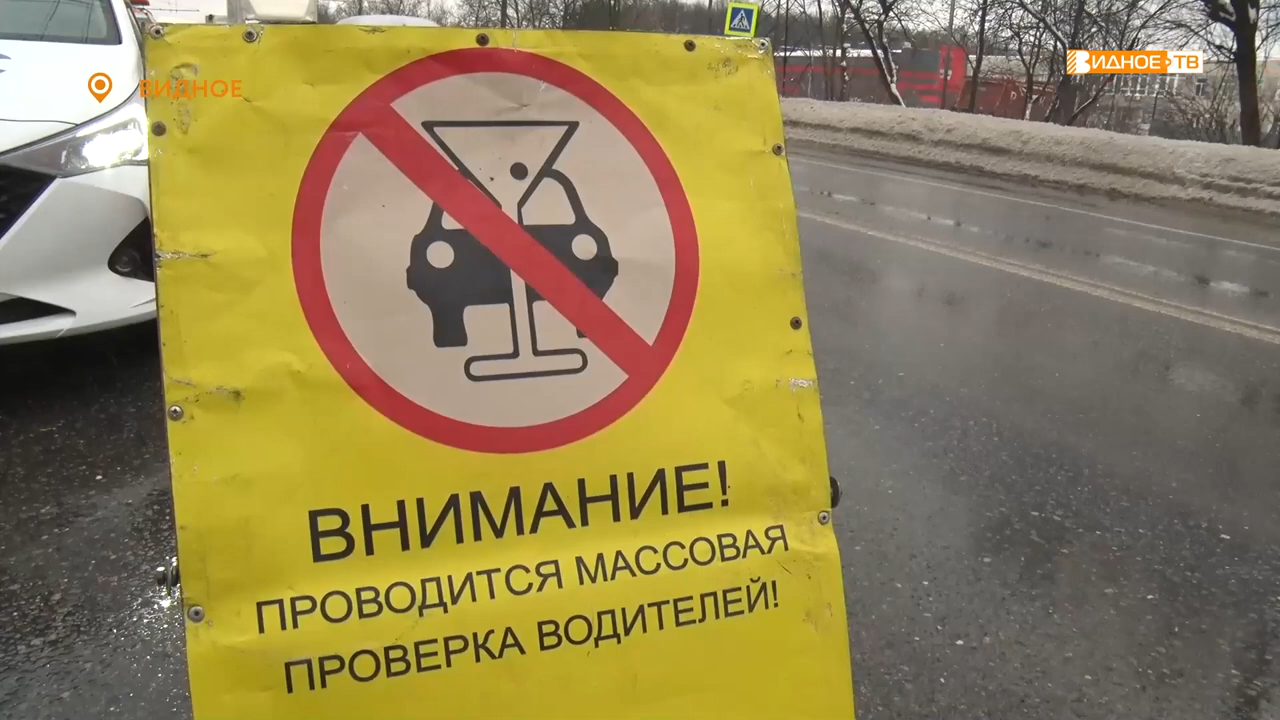 ВИДНОЕ
ВИДНОЕ ТВ
ВНИМАНИЕ!
ПРОВОДИТСЯ МАССОВАЯ
ПРОВЕРКА ВОДИТЕЛЕЙ!